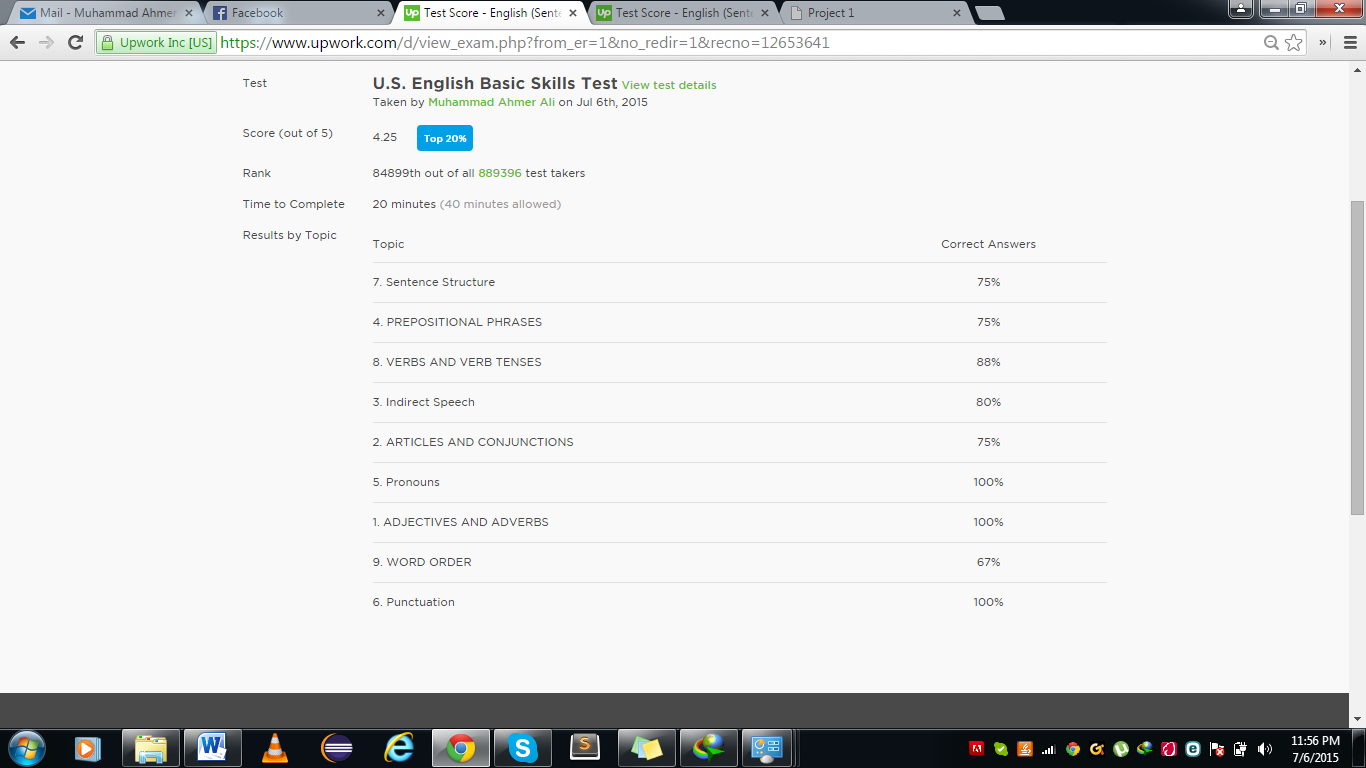 Mail - Muhammad Ahmer
Facebook
Up Test Score - English (Sente
Up Test Score - English (Sente
Project 1
Upwork Inc [US] https://www.upwork.com/d/view_exam.php?from_er=1&no_redir=1&recno=12653641 »
Test U.S. English Basic Skills Test View test details
Taken by Muhammad Ahmer Ali on Jul 6th, 2015
Score (out of 5) 4.25 Top 20%
Rank 84899th out of all 889396 test takers
Time to Complete 20 minutes (40 minutes allowed)
Results by Topic
Topic Correct Answers
7. Sentence Structure 75%
4. PREPOSITIONAL PHRASES 75%
8. VERBS AND VERB TENSES 88%
3. Indirect Speech 80%
2. ARTICLES AND CONJUNCTIONS 75%
5. Pronouns 100%
1. ADJECTIVES AND ADVERBS 100%
9. WORD ORDER 67%
6. Punctuation 100%
11:56 PM
7/6/2015